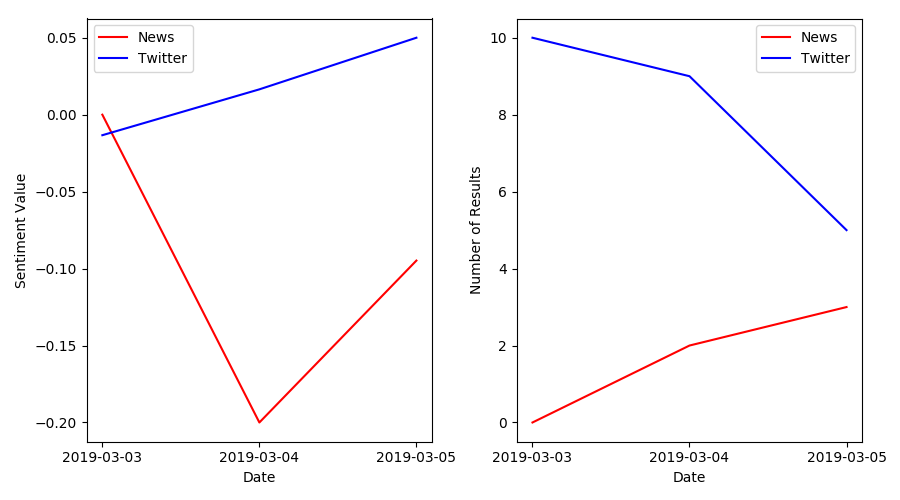 Sentiment Value
0.05
0.00
−0.05
−0.10
−0.15
−0.20
News
Twitter
2019-03-03 2019-03-04 2019-03-05
Date
Number of Results
10
8
6
4
2
0
News
Twitter
2019-03-03 2019-03-04 2019-03-05
Date